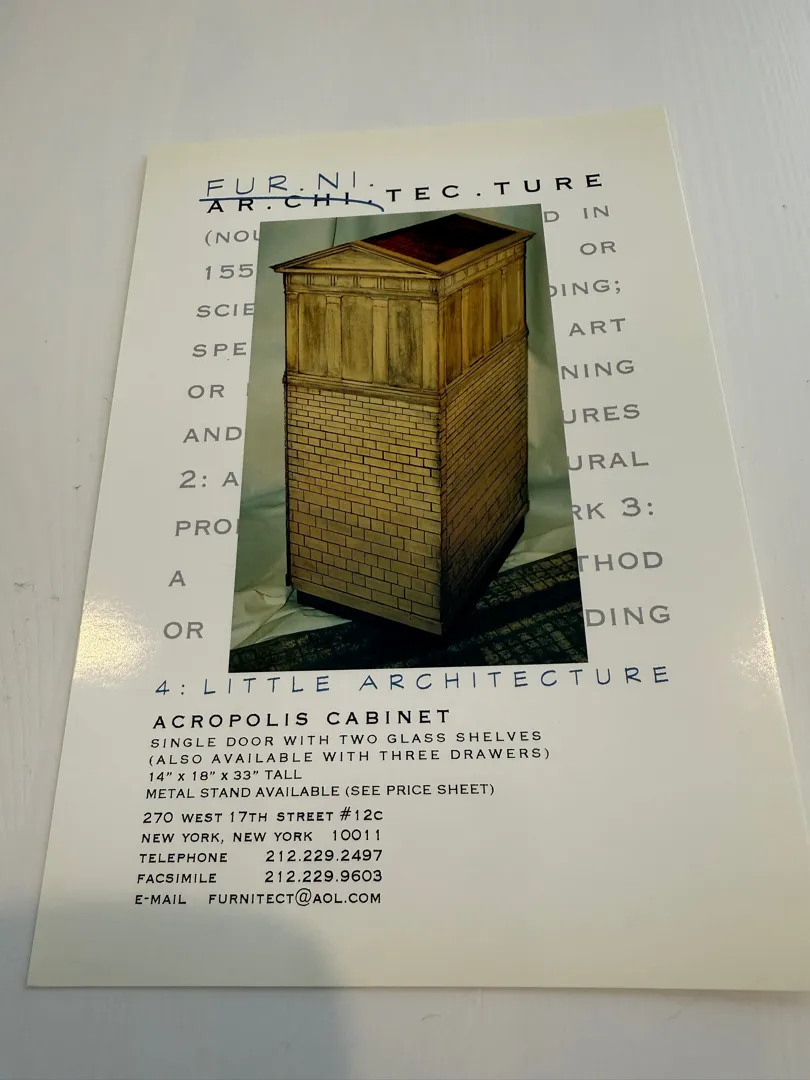 FUR.NI.
AR.CHI.TEC.TURE
(NOU D IN
155 OR
SCIE DING;
SPE ART
OR NING
AND URES
2: A URAL
PRO RK 3:
A THOD
OR DING
4: LITTLE ARCHITECTURE
ACROPOLIS CABINET
SINGLE DOOR WITH TWO GLASS SHELVES
(ALSO AVAILABLE WITH THREE DRAWERS)
14" x 18" x 33" TALL
METAL STAND AVAILABLE (SEE PRICE SHEET)
270 WEST 17TH STREET #12C
NEW YORK, NEW YORK 10011
TELEPHONE 212.229.2497
FACSIMILE 212.229.9603
E-MAIL FURNITECT@AOL.COM